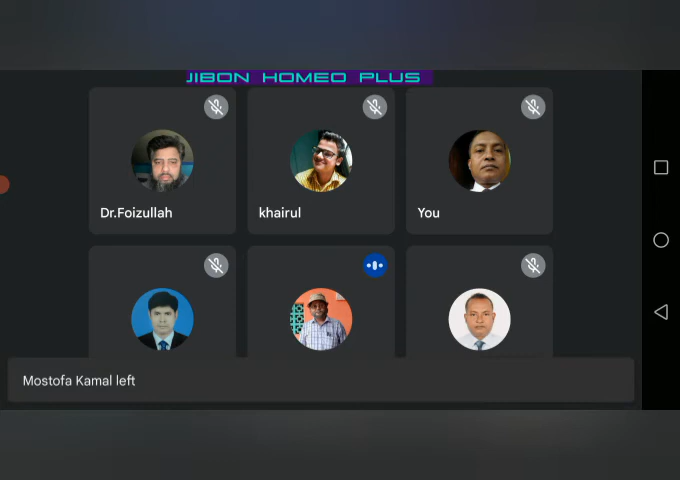 JIBON HOMEO PLUS
Dr.Foizullah
khairul
You
Mostofa Kamal left